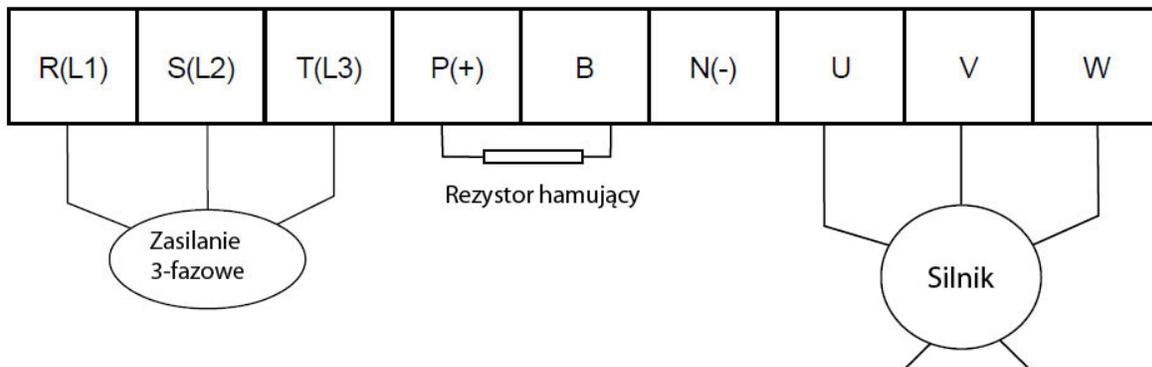 R(L1) S(L2) T(L3) P(+) B N(-) U V W
Rezystor hamujący
Zasilanie
3-fazowe
Silnik